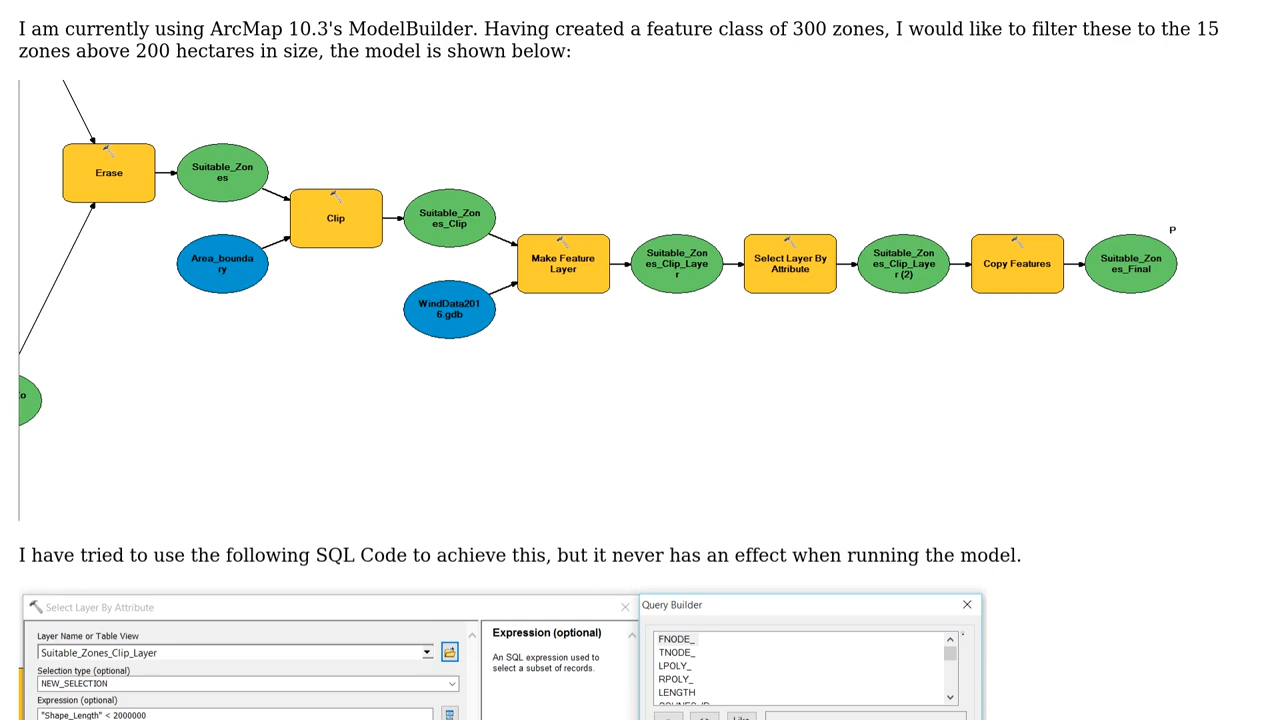 I am currently using ArcMap 10.3's ModelBuilder. Having created a feature class of 300 zones, I would like to filter these to the 15
zones above 200 hectares in size, the model is shown below:
Erase
Suitable_Zon
es
Area_bounda
ry
Clip
Suitable_Zon
es_Clip
WindData201
6.gdb
Make Feature
Layer
Suitable_Zon
es_Clip_Laye
r
Select Layer By
Attribute
Suitable_Zon
es_Clip_Laye
r (2)
Copy Features
P
Suitable_Zon
es_Final
o
I have tried to use the following SQL Code to achieve this, but it never has an effect when running the model.
Select Layer By Attribute
Layer Name or Table View
Suitable_Zones_Clip_Layer
Selection type (optional)
NEW_SELECTION
Expression (optional)
"Shape_Length" < 2000000
Expression (optional)
An SQL expression used to
select a subset of records.
Query Builder
FNODE_
TNODE_
LPOLY_
RPOLY_
LENGTH